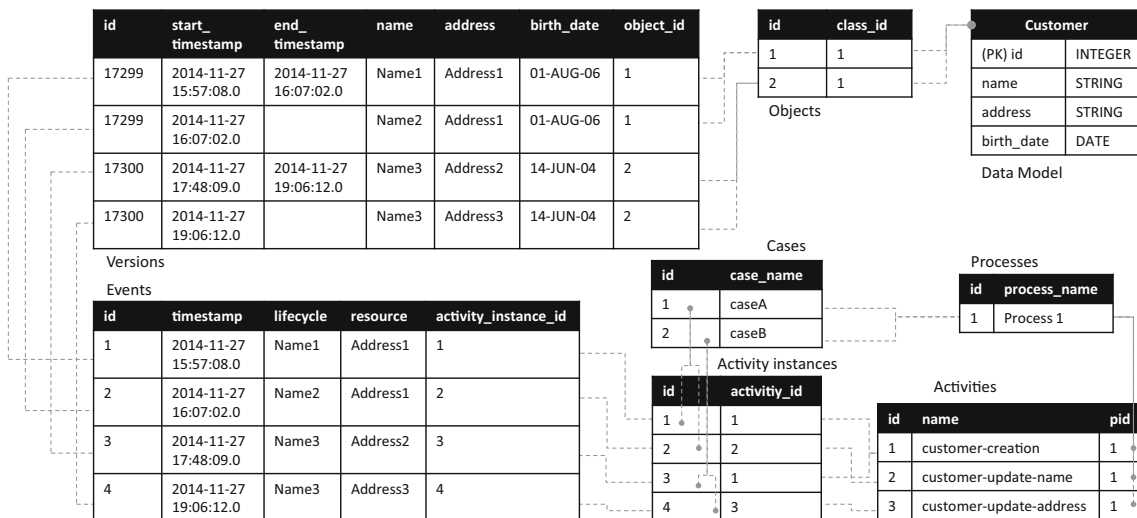 id start_ end_ name address birth_date object_id
timestamp timestamp
17299 2014-11-27 2014-11-27 Name1 Address1 01-AUG-06 1
15:57:08.0 16:07:02.0
17299 2014-11-27 Name2 Address1 01-AUG-06 1
16:07:02.0
17300 2014-11-27 2014-11-27 Name3 Address2 14-JUN-04 2
17:48:09.0 19:06:12.0
17300 2014-11-27 Name3 Address3 14-JUN-04 2
19:06:12.0
Versions
id class_id
1 1
2 1
Objects
Customer
(PK) id INTEGER
name STRING
address STRING
birth_date DATE
Data Model
Events
id timestamp lifecycle resource activity_instance_id
1 2014-11-27 Name1 Address1 1
15:57:08.0
2 2014-11-27 Name2 Address1 2
16:07:02.0
3 2014-11-27 Name3 Address2 3
17:48:09.0
4 2014-11-27 Name3 Address3 4
19:06:12.0
Cases
id case_name
1 caseA
2 caseB
Processes
id process_name
1 Process 1
Activity instances
id activitiy_id
1 1
2 2
3 1
4 3
Activities
id name pid
1 customer-creation 1
2 customer-update-name 1
3 customer-update-address 1